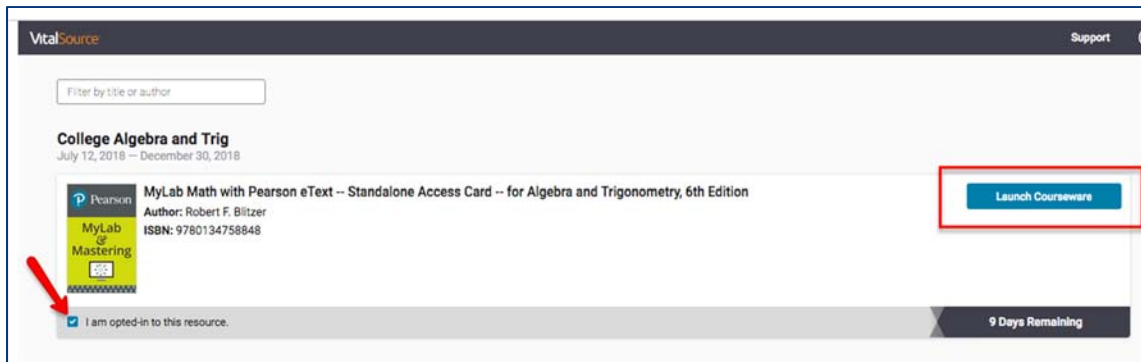 VitalSource
Support
Filter by title or author
College Algebra and Trig
July 12, 2018 — December 30, 2018
Pearson
MyLab
&
Mastering
MyLab Math with Pearson eText -- Standalone Access Card -- for Algebra and Trigonometry, 6th Edition
Author: Robert F. Blitzer
ISBN: 9780134758848
Launch Courseware
I am opted-in to this resource.
9 Days Remaining